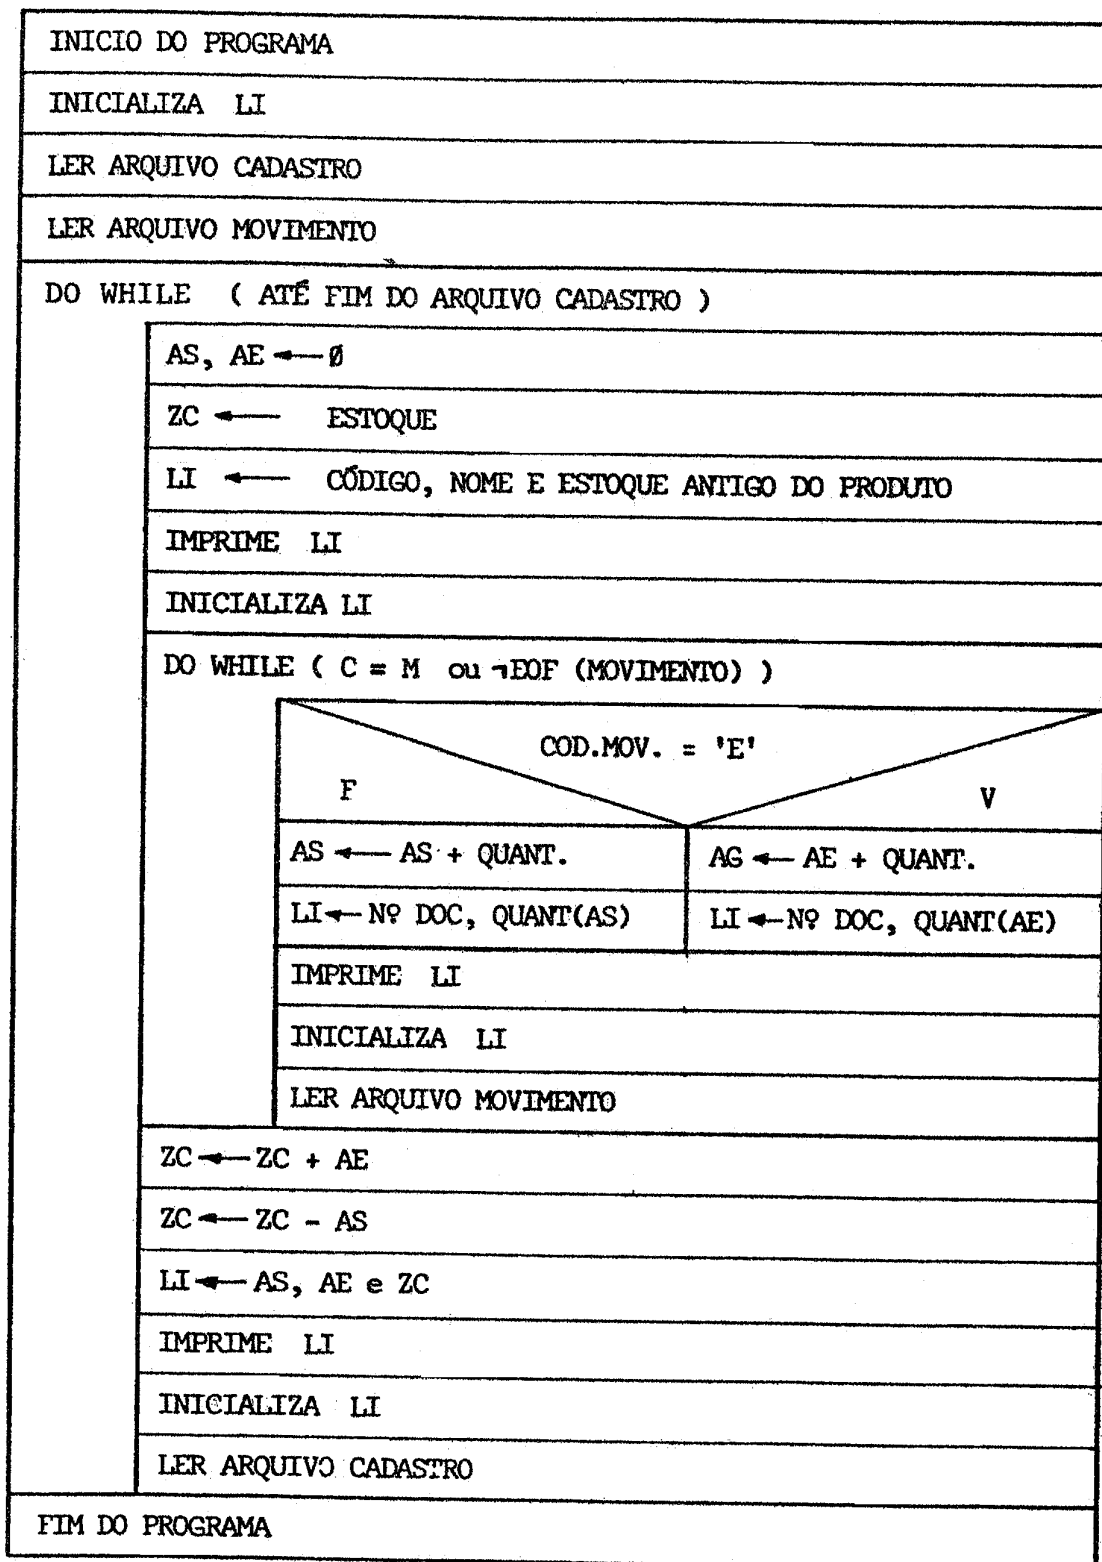 INICIO DO PROGRAMA
INICIALIZA LI
LER ARQUIVO CADASTRO
LER ARQUIVO MOVIMENTO
DO WHILE ( ATÉ FIM DO ARQUIVO CADASTRO )
AS, AE ← Ø
ZC ← ESTOQUE
LI ← CÓDIGO, NOME E ESTOQUE ANTIGO DO PRODUTO
IMPRIME LI
INICIALIZA LI
DO WHILE ( C = M ou ¬EOF (MOVIMENTO) )
COD.MOV. = 'E'
F V
AS ← AS + QUANT. AG ← AE + QUANT.
LI ← Nº DOC, QUANT(AS) LI ← Nº DOC, QUANT(AE)
IMPRIME LI
INICIALIZA LI
LER ARQUIVO MOVIMENTO
ZC ← ZC + AE
ZC ← ZC - AS
LI ← AS, AE e ZC
IMPRIME LI
INICIALIZA LI
LER ARQUIVO CADASTRO
FIM DO PROGRAMA